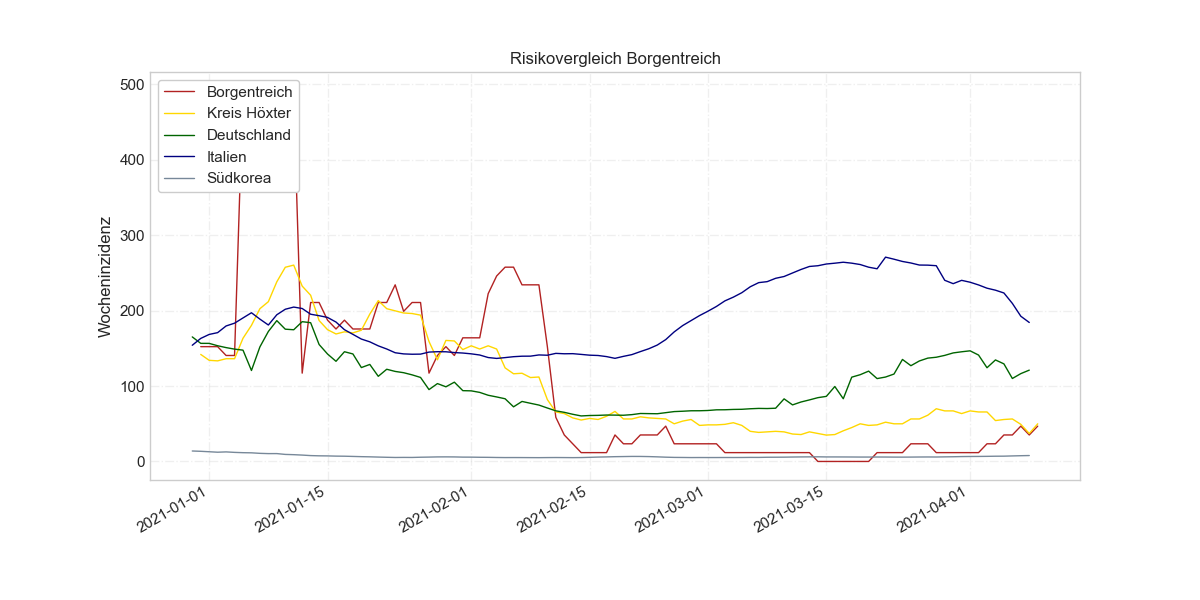 Risikovergleich Borgentreich
Wocheninzidenz
500
400
300
200
100
0
Borgentreich
Kreis Höxter
Deutschland
Italien
Südkorea
2021-01-01
2021-01-15
2021-02-01
2021-02-15
2021-03-01
2021-03-15
2021-04-01